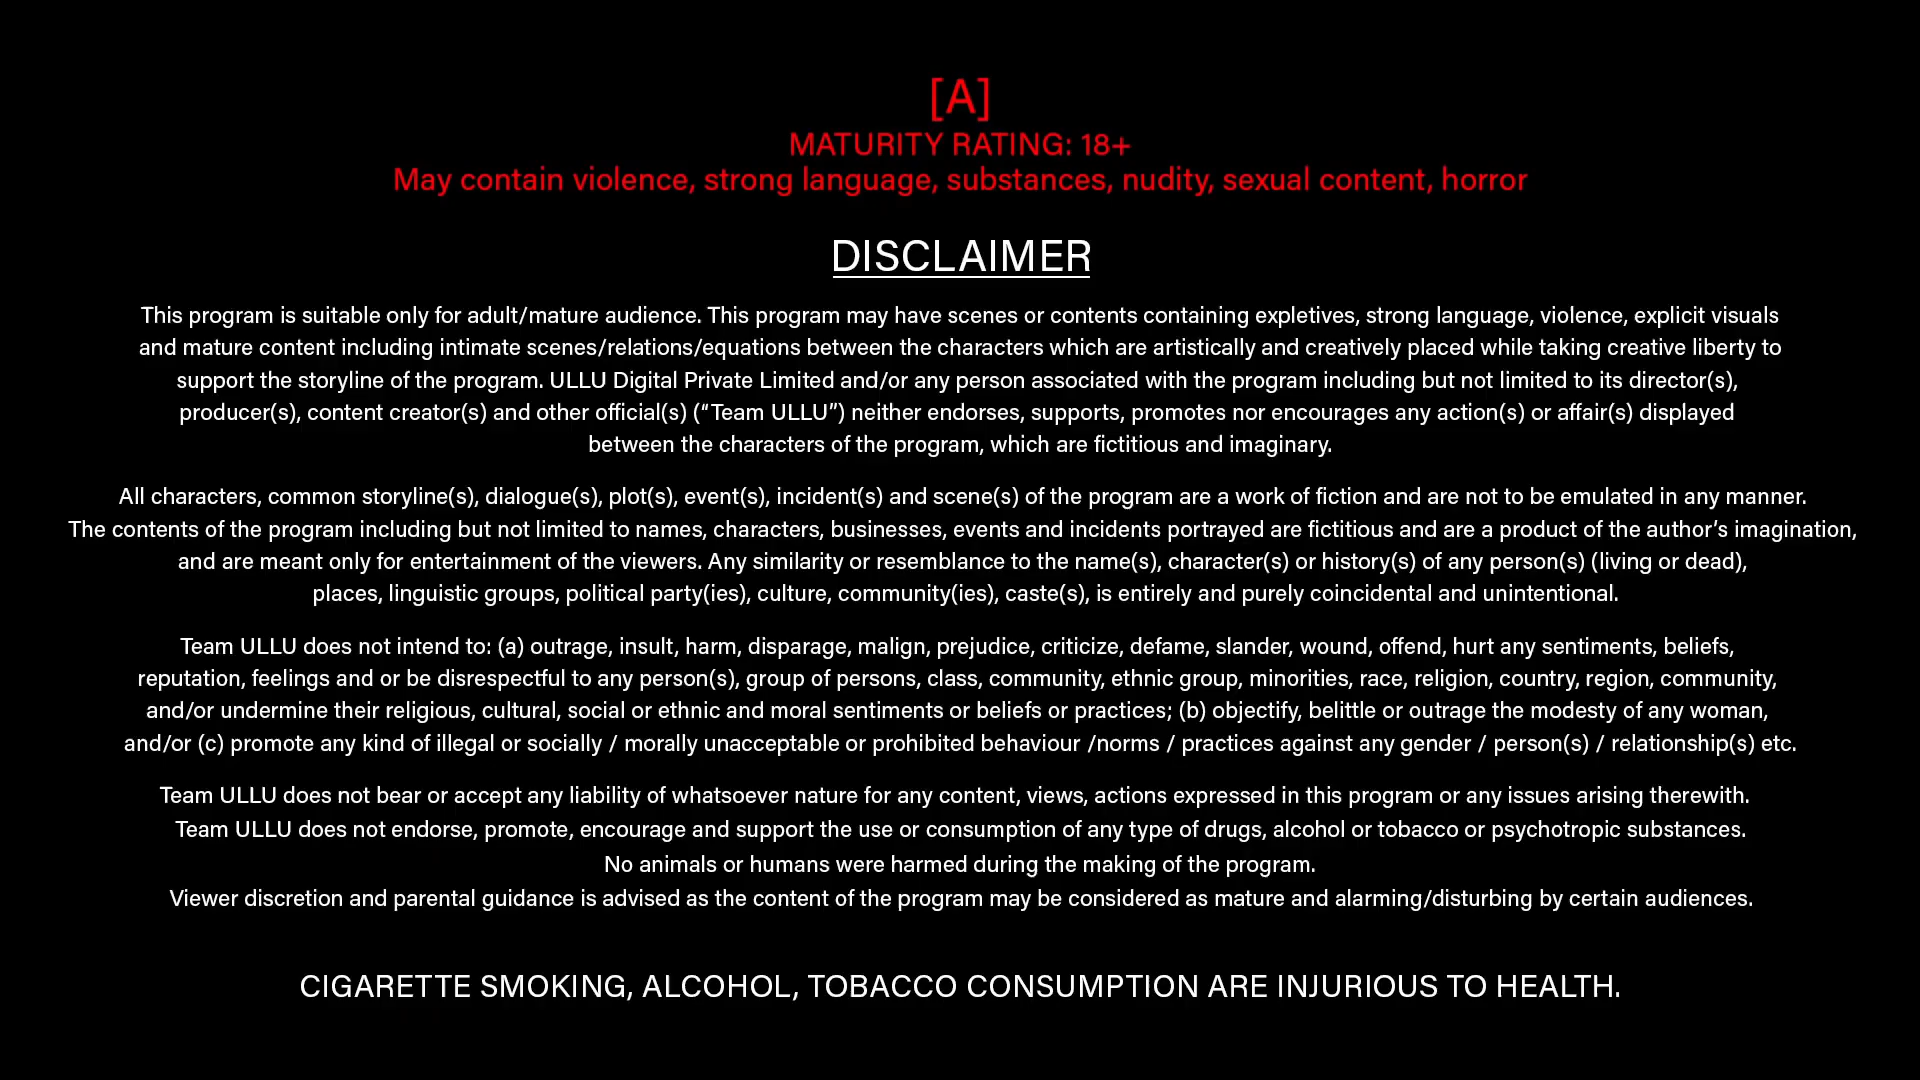 [A]
MATURITY RATING: 18+
May contain violence, strong language, substances, nudity, sexual content, horror
DISCLAIMER
This program is suitable only for adult/mature audience. This program may have scenes or contents containing expletives, strong language, violence, explicit visuals
and mature content including intimate scenes/relations/equations between the characters which are artistically and creatively placed while taking creative liberty to
support the storyline of the program. ULLU Digital Private Limited and/or any person associated with the program including but not limited to its director(s),
producer(s), content creator(s) and other official(s) (“Team ULLU”) neither endorses, supports, promotes nor encourages any action(s) or affair(s) displayed
between the characters of the program, which are fictitious and imaginary.
All characters, common storyline(s), dialogue(s), plot(s), event(s), incident(s) and scene(s) of the program are a work of fiction and are not to be emulated in any manner.
The contents of the program including but not limited to names, characters, businesses, events and incidents portrayed are fictitious and are a product of the author’s imagination,
and are meant only for entertainment of the viewers. Any similarity or resemblance to the name(s), character(s) or history(s) of any person(s) (living or dead),
places, linguistic groups, political party(ies), culture, community(ies), caste(s), is entirely and purely coincidental and unintentional.
Team ULLU does not intend to: (a) outrage, insult, harm, disparage, malign, prejudice, criticize, defame, slander, wound, offend, hurt any sentiments, beliefs,
reputation, feelings and or be disrespectful to any person(s), group of persons, class, community, ethnic group, minorities, race, religion, country, region, community,
and/or undermine their religious, cultural, social or ethnic and moral sentiments or beliefs or practices; (b) objectify, belittle or outrage the modesty of any woman,
and/or (c) promote any kind of illegal or socially / morally unacceptable or prohibited behaviour /norms / practices against any gender / person(s) / relationship(s) etc.
Team ULLU does not bear or accept any liability of whatsoever nature for any content, views, actions expressed in this program or any issues arising therewith.
Team ULLU does not endorse, promote, encourage and support the use or consumption of any type of drugs, alcohol or tobacco or psychotropic substances.
No animals or humans were harmed during the making of the program.
Viewer discretion and parental guidance is advised as the content of the program may be considered as mature and alarming/disturbing by certain audiences.
CIGARETTE SMOKING, ALCOHOL, TOBACCO CONSUMPTION ARE INJURIOUS TO HEALTH.